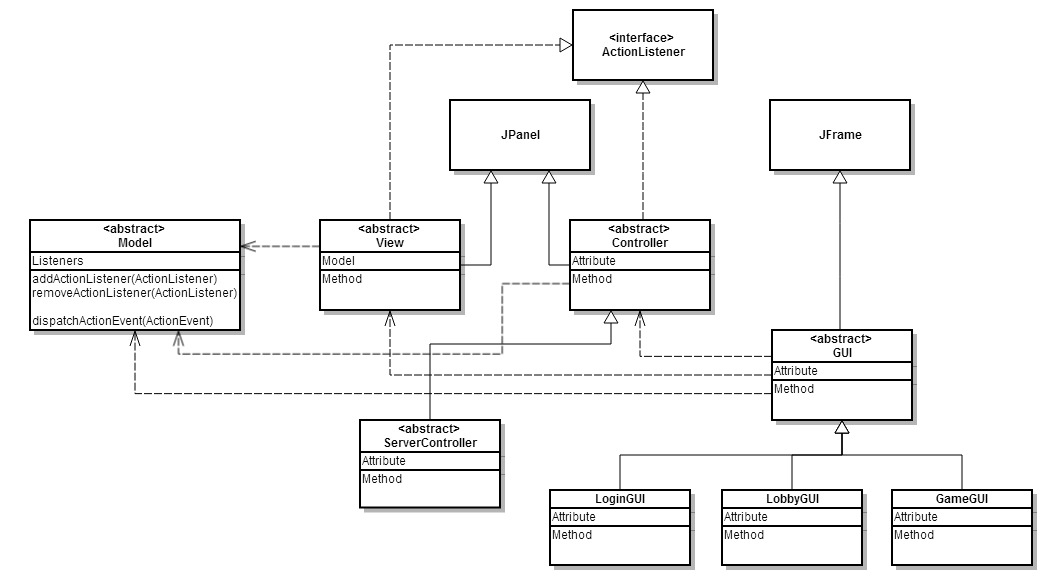 <interface>
ActionListener
JPanel
JFrame
<abstract>
Model
Listeners
addActionListener(ActionListener)
removeActionListener(ActionListener)
dispatchActionEvent(ActionEvent)
<abstract>
View
Model
Method
<abstract>
Controller
Attribute
Method
<abstract>
GUI
Attribute
Method
<abstract>
ServerController
Attribute
Method
LoginGUI
Attribute
Method
LobbyGUI
Attribute
Method
GameGUI
Attribute
Method